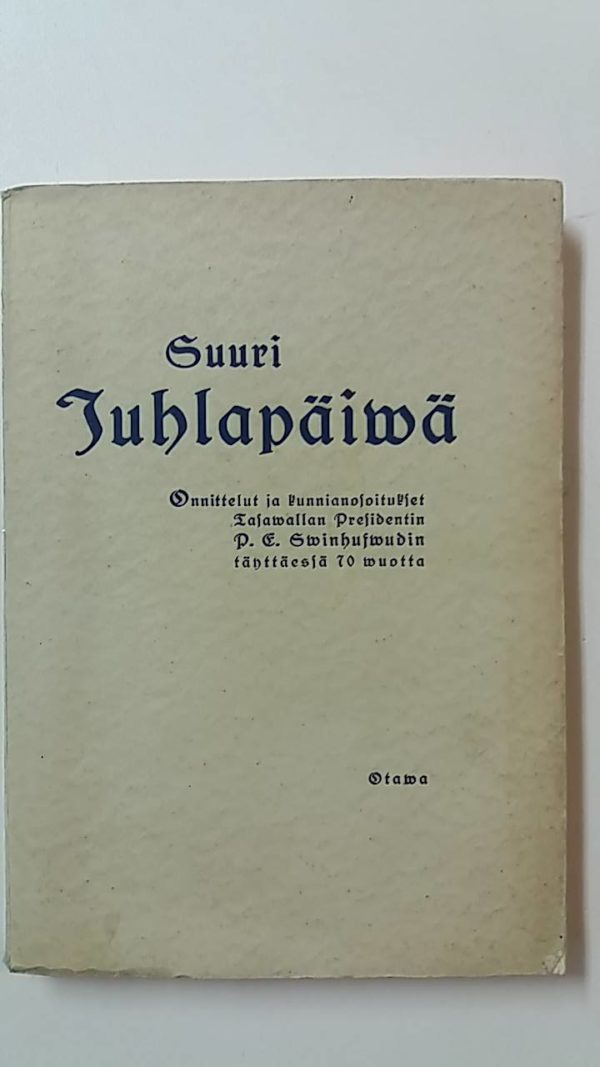 Suuri
Juhlapäiwä
Onnittelut ja kunnianosoitukset
Tasawallan Presidentin
P. E. Swinhufwudin
täyttäessä 70 wuotta
Otawa